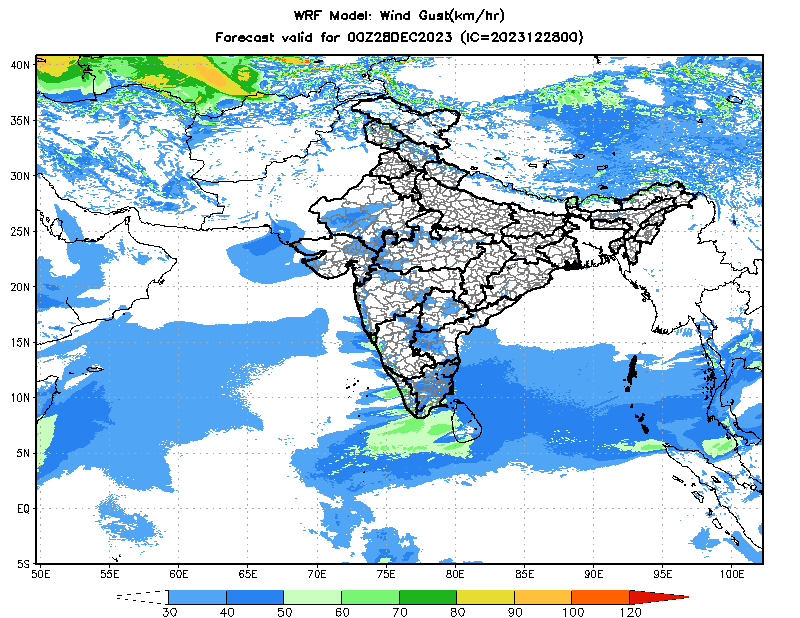 WRF Model: Wind Gust(km/hr)
Forecast valid for 00Z28DEC2023 (IC=2023122800)
40N
35N
30N
25N
20N
15N
10N
5N
EQ
5S
50E 55E 60E 65E 70E 75E 80E 85E 90E 95E 100E
30 40 50 60 70 80 90 100 120